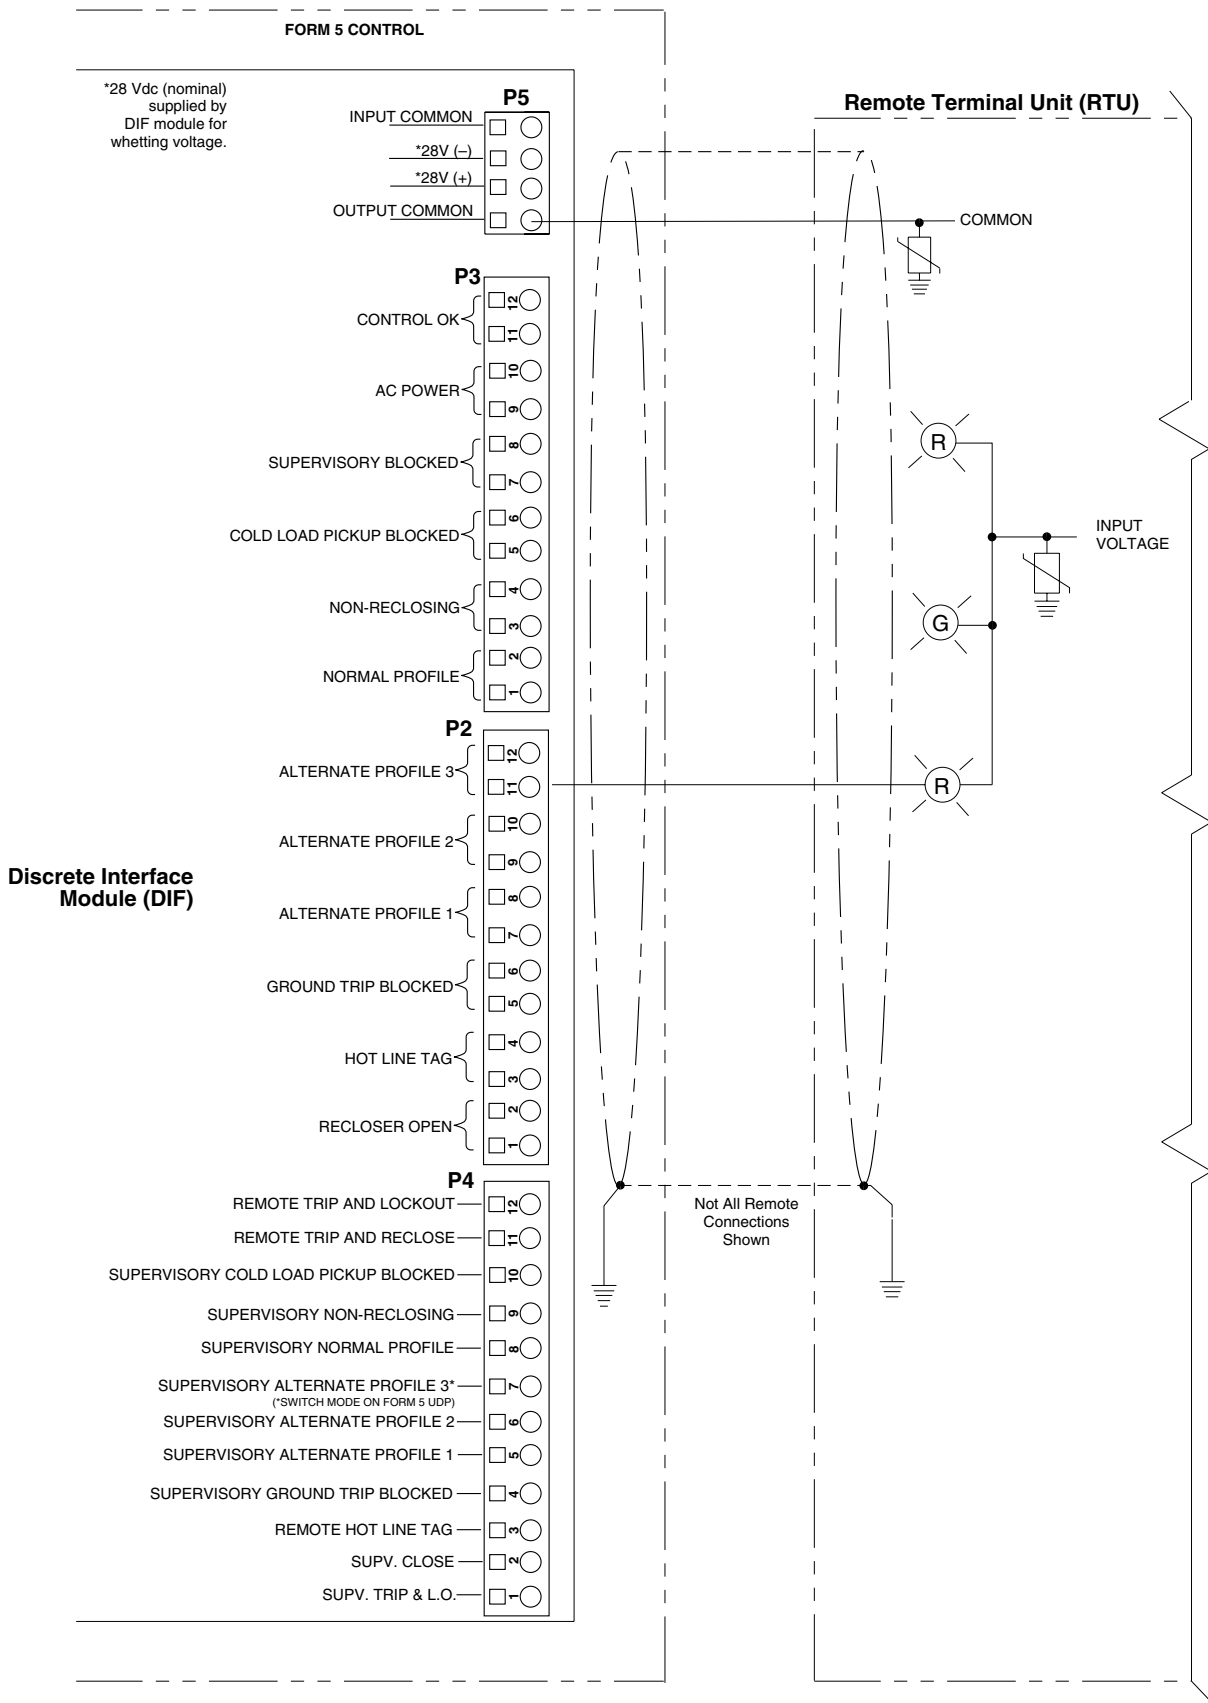 FORM 5 CONTROL
*28 Vdc (nominal)
supplied by
DIF module for
whetting voltage.
P5
INPUT COMMON
*28V (–)
*28V (+)
OUTPUT COMMON
Remote Terminal Unit (RTU)
COMMON
P3
CONTROL OK
12
11
AC POWER
10
9
SUPERVISORY BLOCKED
8
7
COLD LOAD PICKUP BLOCKED
6
5
NON-RECLOSING
4
3
NORMAL PROFILE
2
1
R
INPUT
VOLTAGE
G
R
P2
ALTERNATE PROFILE 3
12
11
ALTERNATE PROFILE 2
10
9
ALTERNATE PROFILE 1
8
7
GROUND TRIP BLOCKED
6
5
HOT LINE TAG
4
3
RECLOSER OPEN
2
1
Discrete Interface
Module (DIF)
P4
REMOTE TRIP AND LOCKOUT 12
REMOTE TRIP AND RECLOSE 11
SUPERVISORY COLD LOAD PICKUP BLOCKED 10
SUPERVISORY NON-RECLOSING 9
SUPERVISORY NORMAL PROFILE 8
SUPERVISORY ALTERNATE PROFILE 3* 7
(*SWITCH MODE ON FORM 5 UDP)
SUPERVISORY ALTERNATE PROFILE 2 6
SUPERVISORY ALTERNATE PROFILE 1 5
SUPERVISORY GROUND TRIP BLOCKED 4
REMOTE HOT LINE TAG 3
SUPV. CLOSE 2
SUPV. TRIP & L.O. 1
Not All Remote
Connections
Shown